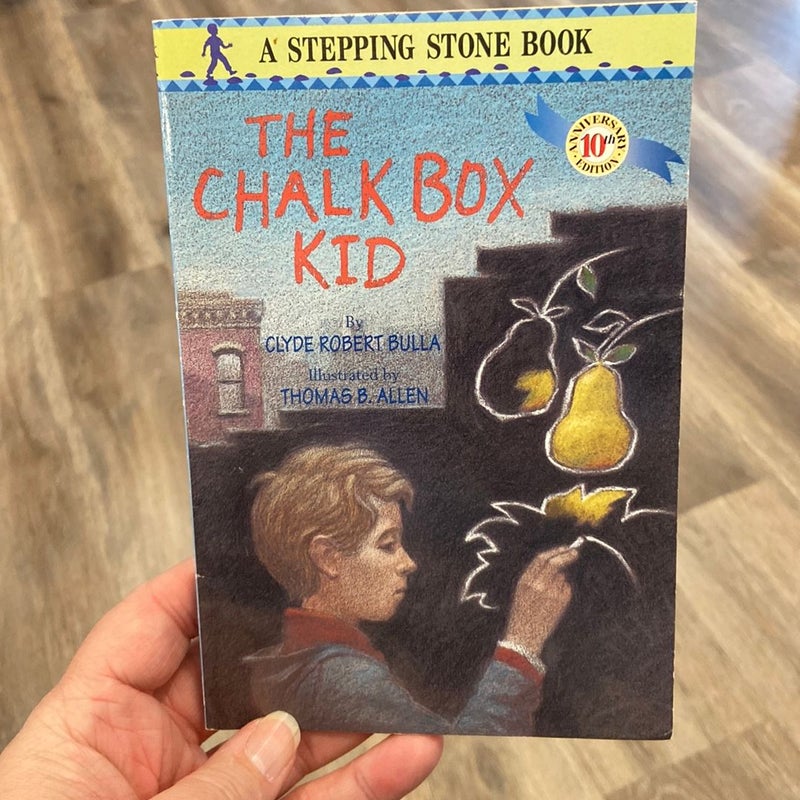 A STEPPING STONE BOOK
ANNIVERSARY
10th
EDITION
THE
CHALK BOX
KID
By
CLYDE ROBERT BULLA
Illustrated by
THOMAS B. ALLEN